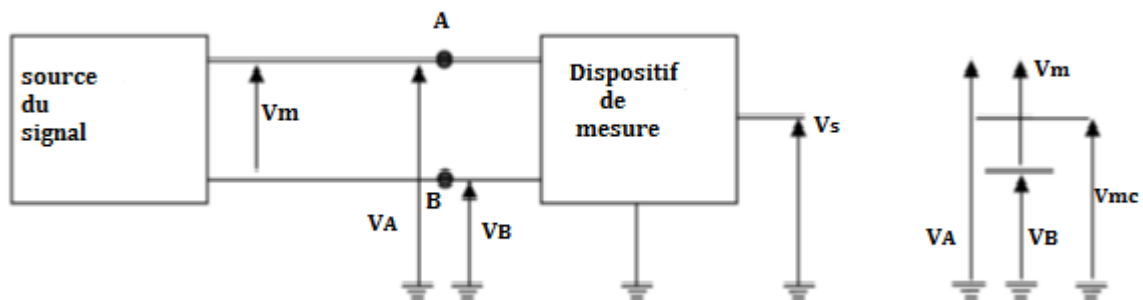 A
source
du
signal
Vm
Dispositif
de
mesure
Vs
B
VA
VB
Vm
Vmc
VA
VB